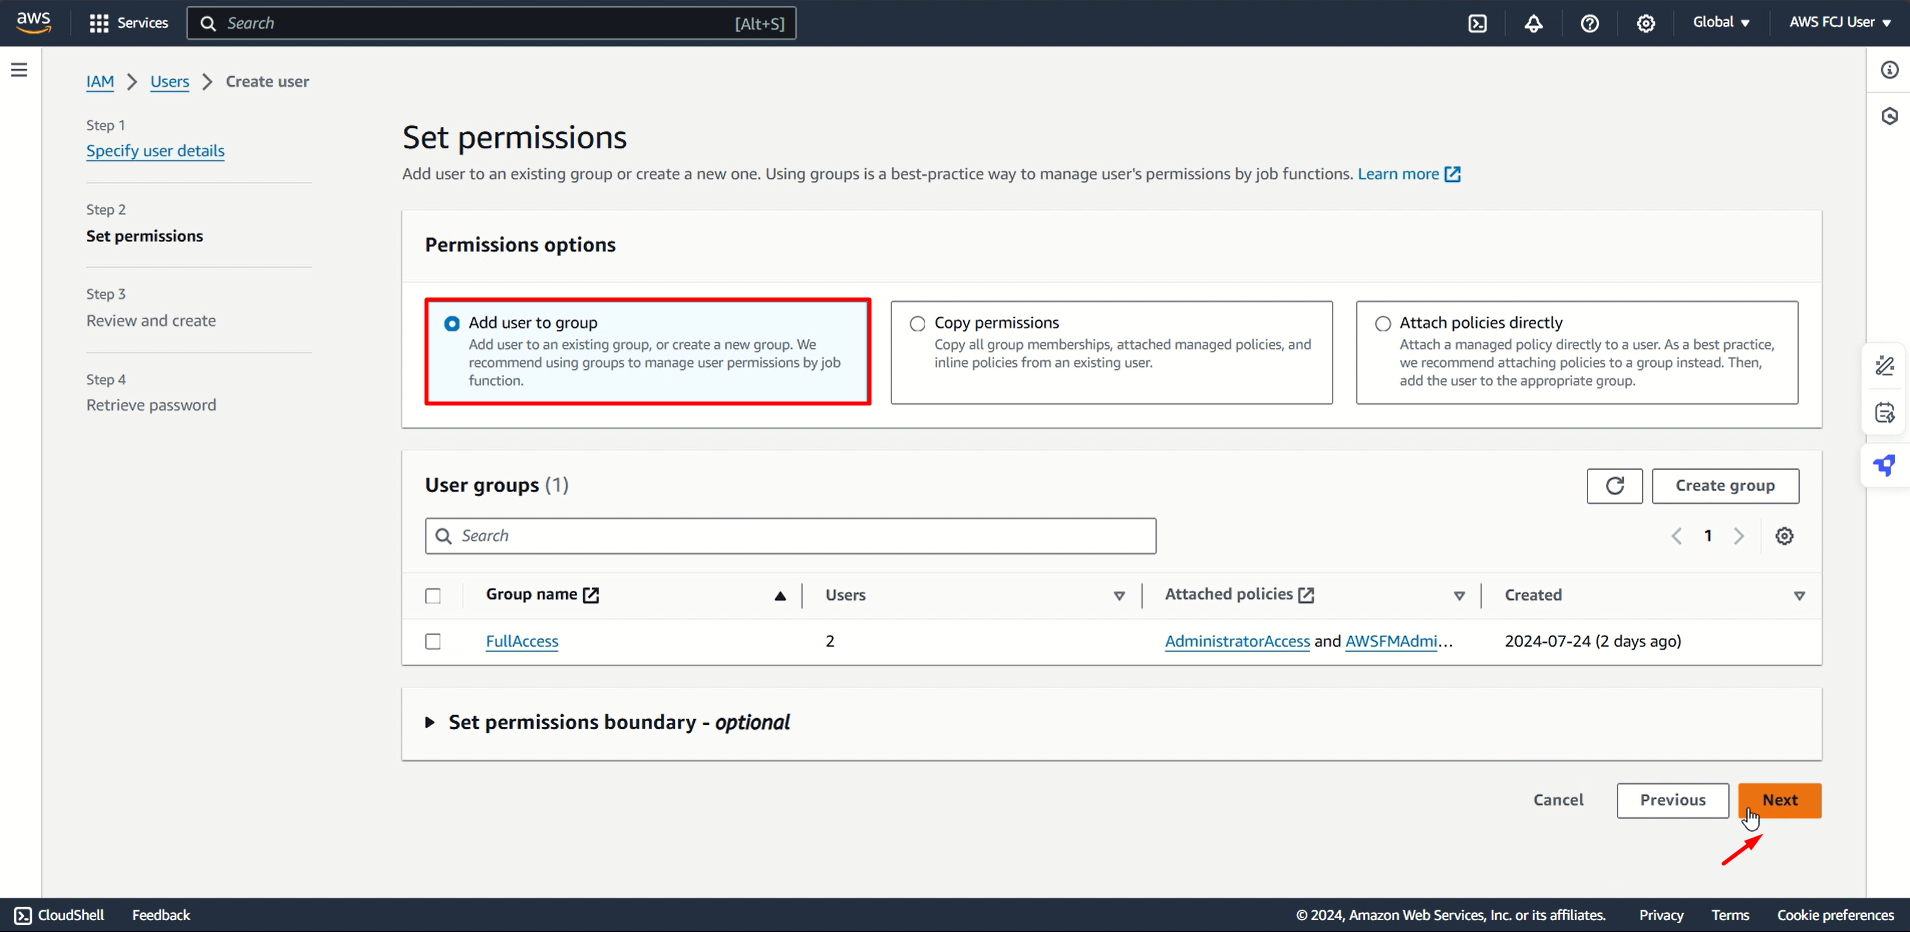 aws
Services
Search
[Alt+S]
Global
AWS FCJ User
IAM
Users
Create user
Step 1
Specify user details
Step 2
Set permissions
Step 3
Review and create
Step 4
Retrieve password
Set permissions
Add user to an existing group or create a new one. Using groups is a best-practice way to manage user's permissions by job functions. Learn more
Permissions options
Add user to group
Add user to an existing group, or create a new group. We
recommend using groups to manage user permissions by job
function.
Copy permissions
Copy all group memberships, attached managed policies, and
inline policies from an existing user.
Attach policies directly
Attach a managed policy directly to a user. As a best practice,
we recommend attaching policies to a group instead. Then,
add the user to the appropriate group.
User groups (1)
Create group
Search
1
Group name
Users
Attached policies
Created
FullAccess
2
AdministratorAccess and AWSFMAdmi...
2024-07-24 (2 days ago)
Set permissions boundary - optional
Cancel
Previous
Next
CloudShell
Feedback
© 2024, Amazon Web Services, Inc. or its affiliates.
Privacy
Terms
Cookie preferences